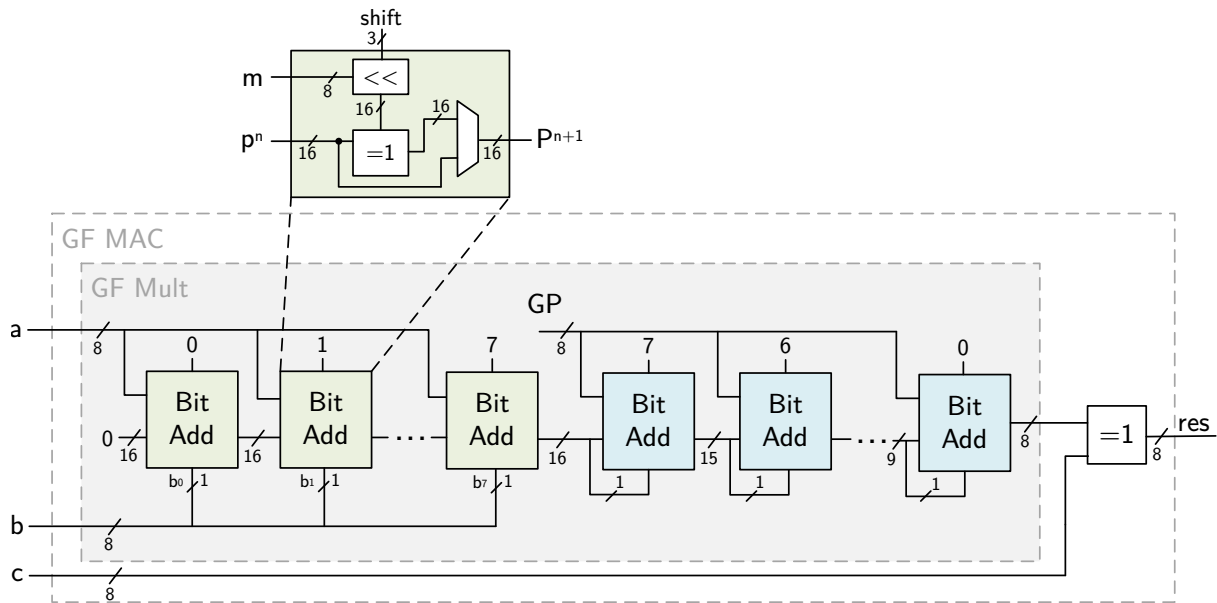 shift
3
m
8
<<
16
16
pⁿ
16
=1
16
Pⁿ⁺¹
GF MAC
GF Mult
GP
a
8
8
0
1
7
7
6
0
Bit Add
Bit Add
Bit Add
Bit Add
Bit Add
Bit Add
0
16
16
...
16
15
...
9
8
=1
res
8
b₀
1
b₁
1
b₇
1
1
1
1
b
8
c
8